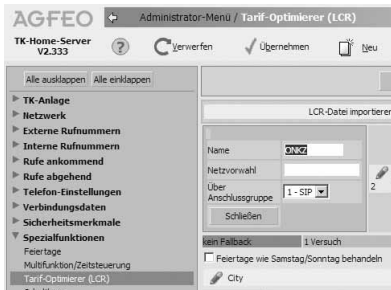 AGFEO
Administrator-Menü / Tarif-Optimierer (LCR)
TK-Home-Server
V2.333
?
Verwerfen
Übernehmen
Neu
Alle ausklappen
Alle einklappen
LCR-Datei importieren
TK-Anlage
Netzwerk
Externe Rufnummern
Interne Rufnummern
Rufe ankommend
Rufe abgehend
Telefon-Einstellungen
Verbindungsdaten
Sicherheitsmerkmale
Spezialfunktionen
Feiertage
Multifunktion/Zeitsteuerung
Tarif-Optimierer (LCR)
Name
ONKZ
Netzvorwahl
Über
Anschlussgruppe
1 - SIP
2
Schließen
kein Fallback
1 Versuch
Feiertage wie Samstag/Sonntag behandeln
City